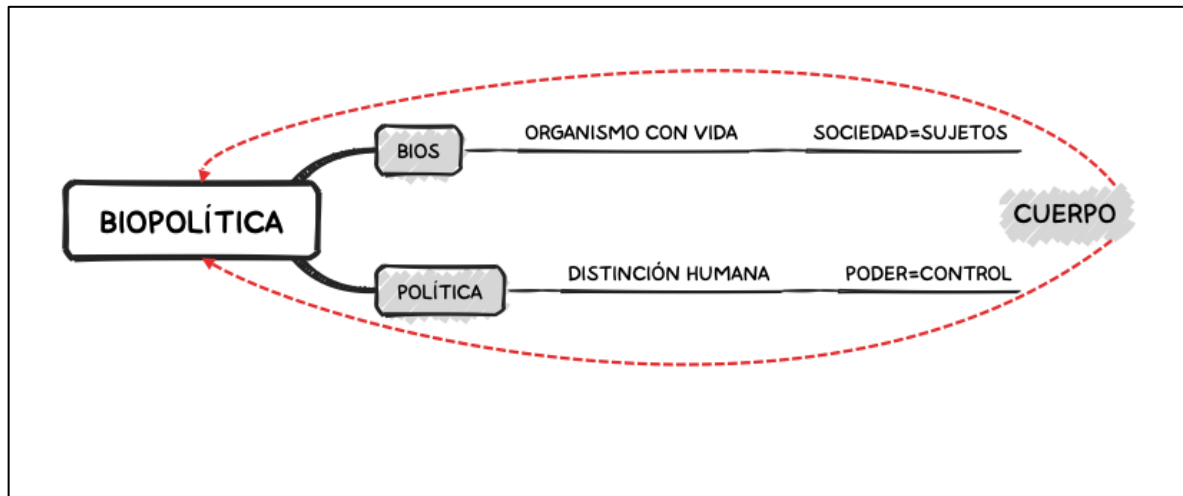 BIOPOLÍTICA
BIOS
ORGANISMO CON VIDA
SOCIEDAD=SUJETOS
POLÍTICA
DISTINCIÓN HUMANA
PODER=CONTROL
CUERPO